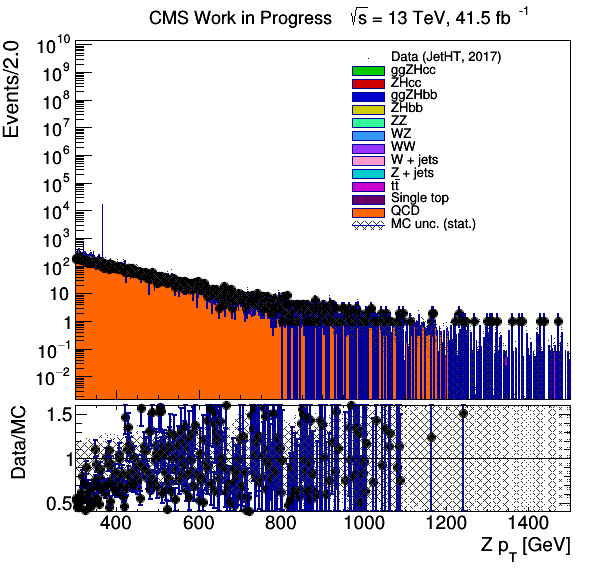 CMS Work in Progress √s = 13 TeV, 41.5 fb⁻¹
Events/2.0
10¹⁰
10⁹
10⁸
10⁷
10⁶
10⁵
10⁴
10³
10²
10
1
10⁻¹
10⁻²
Data (JetHT, 2017)
ggZHcc
ZHcc
ggZHbb
ZHbb
ZZ
WZ
WW
W + jets
Z + jets
tt̄
Single top
QCD
MC unc. (stat.)
Data/MC
1.5
1
0.5
400 600 800 1000 1200 1400
Z p_T [GeV]